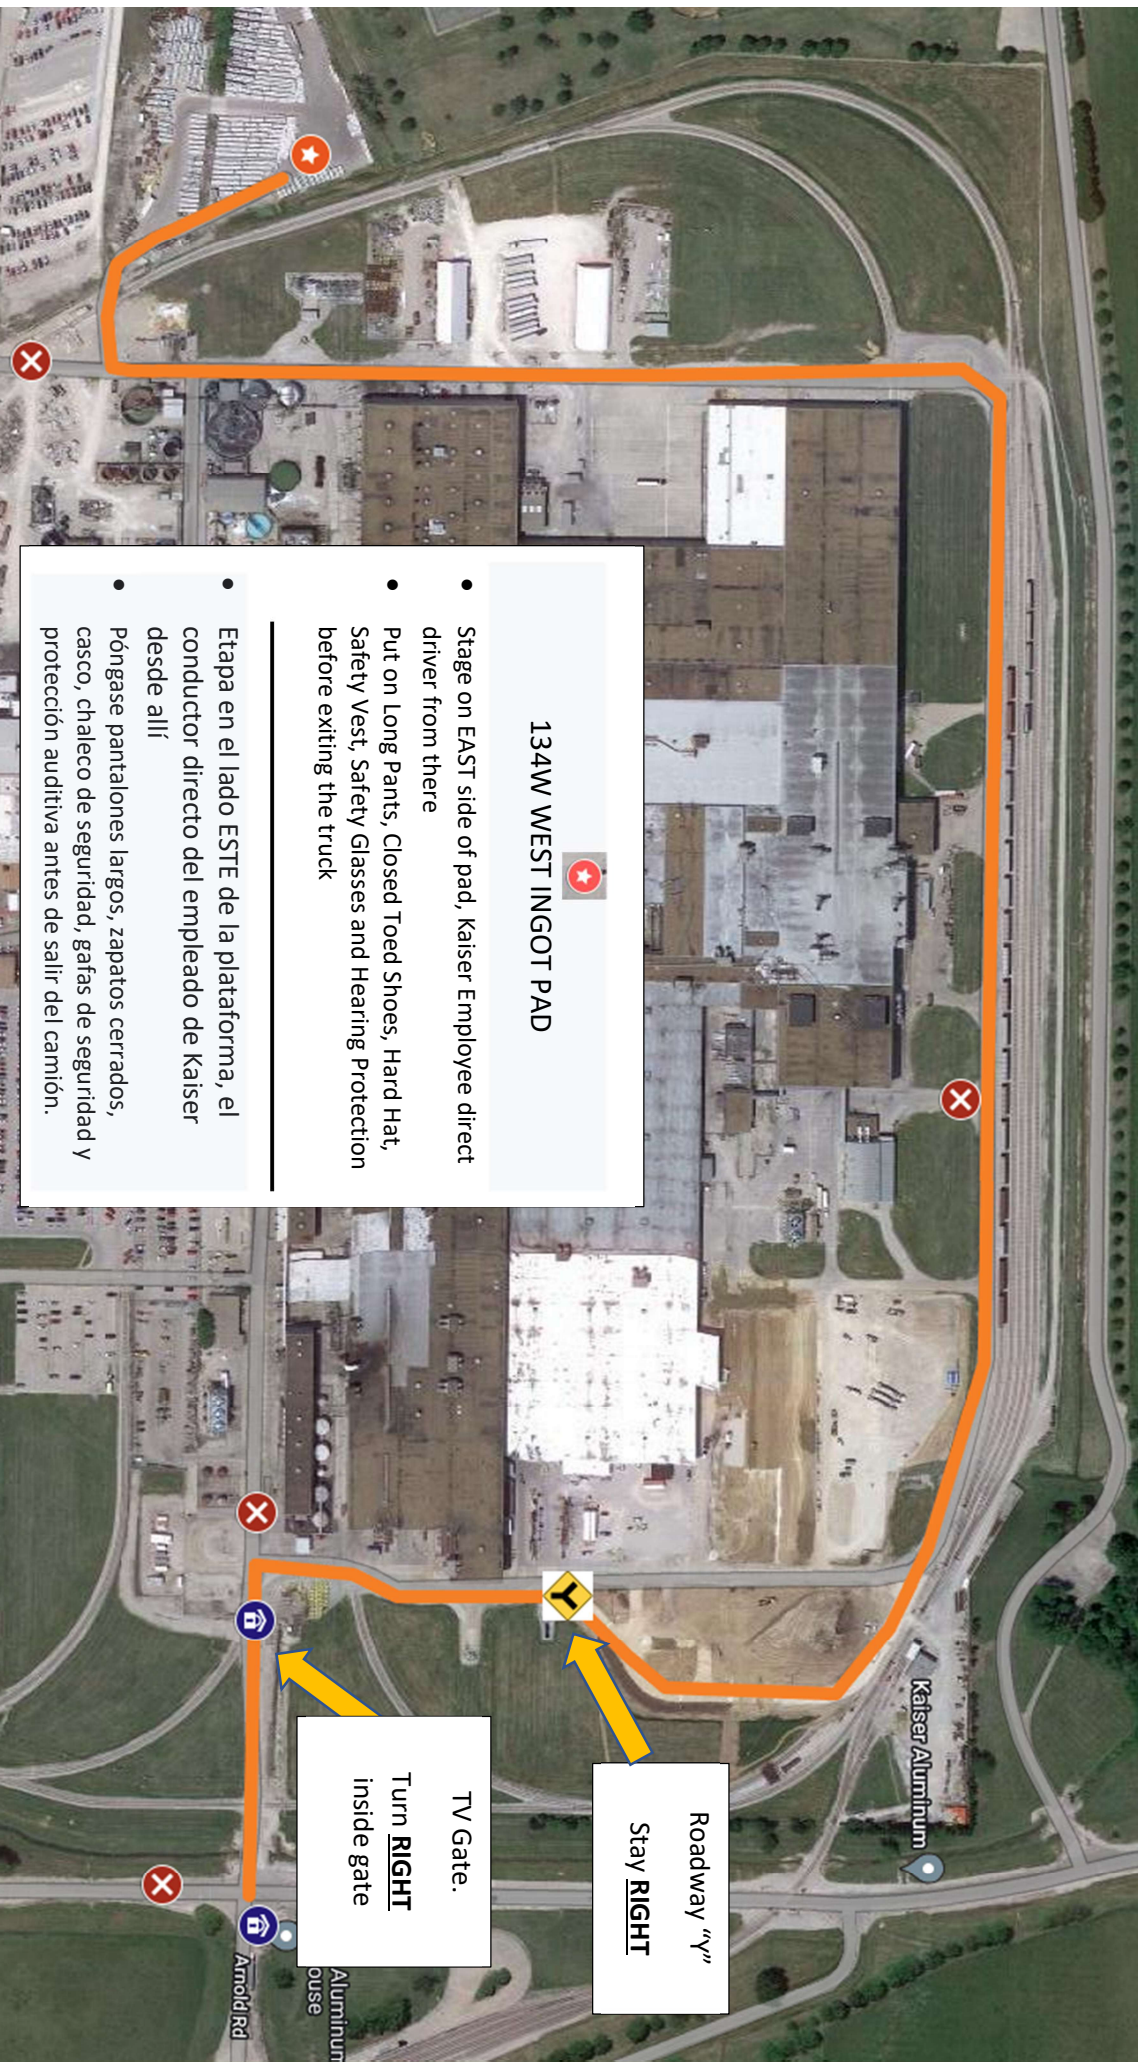 134W WEST INGOT PAD
• Stage on EAST side of pad, Kaiser Employee direct
driver from there
• Put on Long Pants, Closed Toed Shoes, Hard Hat,
Safety Vest, Safety Glasses and Hearing Protection
before exiting the truck
• Etapa en el lado ESTE de la plataforma, el
conductor directo del empleado de Kaiser
desde allí
• Póngase pantalones largos, zapatos cerrados,
casco, chaleco de seguridad, gafas de seguridad y
protección auditiva antes de salir del camión.
Roadway “Y”
Stay RIGHT
TV Gate.
Turn RIGHT
inside gate
Kaiser Aluminum
Aluminum
ouse
Arnold Rd